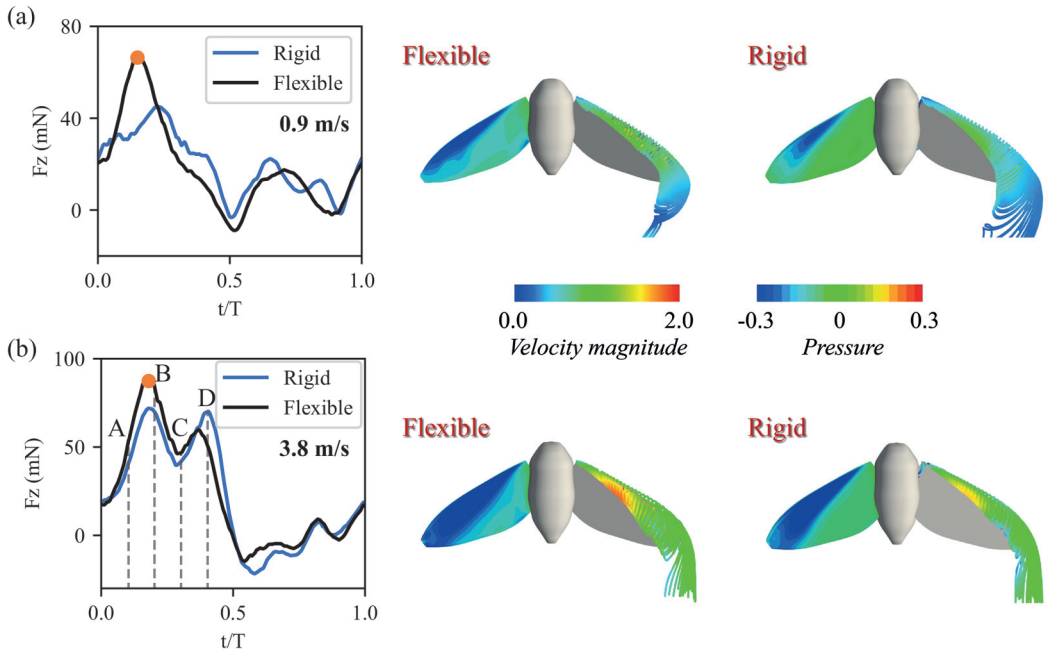 (a)
80
40
0
Fz (mN)
Rigid
Flexible
0.9 m/s
0.0
0.5
1.0
t/T
Flexible
Rigid
0.0
2.0
Velocity magnitude
-0.3
0
0.3
Pressure
(b)
100
50
0
Fz (mN)
A
B
C
D
Rigid
Flexible
3.8 m/s
0.0
0.5
1.0
t/T
Flexible
Rigid